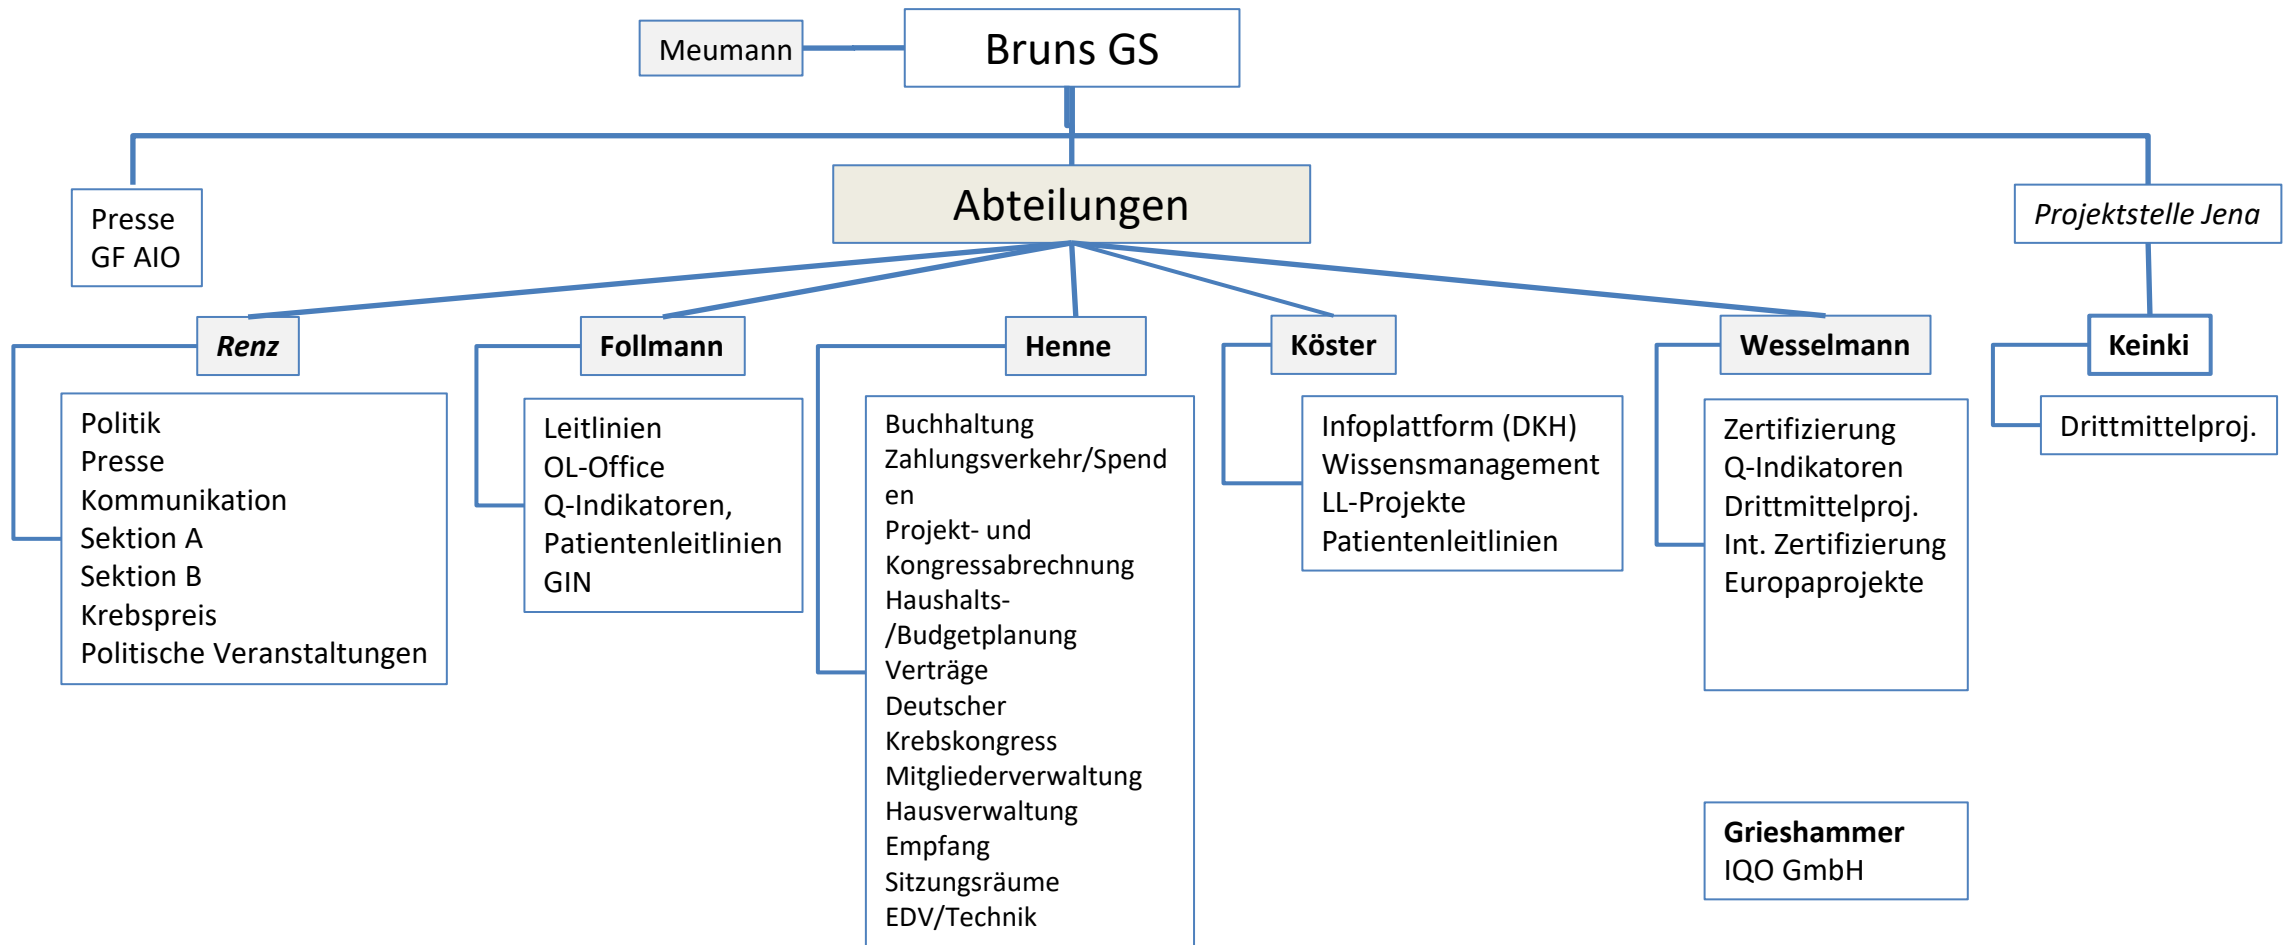 Meumann
Bruns GS
Abteilungen
Presse
GF AIO
Projektstelle Jena
Renz
Follmann
Henne
Köster
Wesselmann
Keinki
Politik
Presse
Kommunikation
Sektion A
Sektion B
Krebspreis
Politische Veranstaltungen
Leitlinien
OL-Office
Q-Indikatoren,
Patientenleitlinien
GIN
Buchhaltung
Zahlungsverkehr/Spend
en
Projekt- und
Kongressabrechnung
Haushalts-
/Budgetplanung
Verträge
Deutscher
Krebskongress
Mitgliederverwaltung
Hausverwaltung
Empfang
Sitzungsräume
EDV/Technik
Infoplattform (DKH)
Wissensmanagement
LL-Projekte
Patientenleitlinien
Zertifizierung
Q-Indikatoren
Drittmittelproj.
Int. Zertifizierung
Europaprojekte
Drittmittelproj.
Grieshammer
IQO GmbH